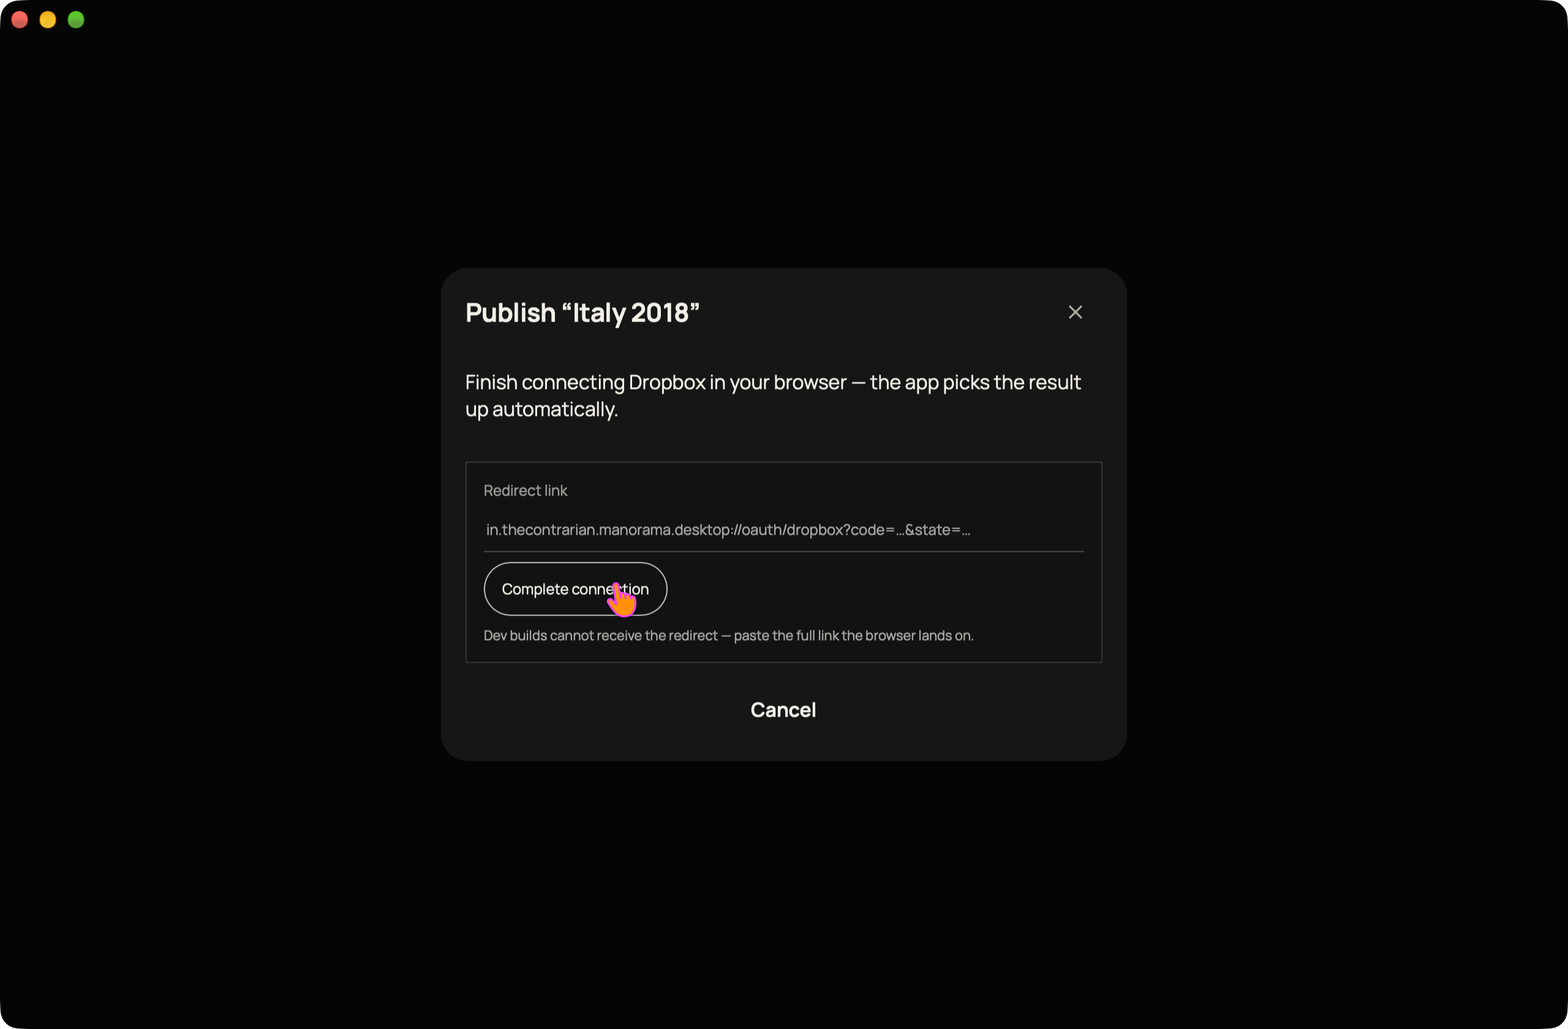 Publish “Italy 2018”
Finish connecting Dropbox in your browser — the app picks the result
up automatically.
Redirect link
in.thecontrarian.manorama.desktop://oauth/dropbox?code=…&state=…
Complete connection
Dev builds cannot receive the redirect — paste the full link the browser lands on.
Cancel